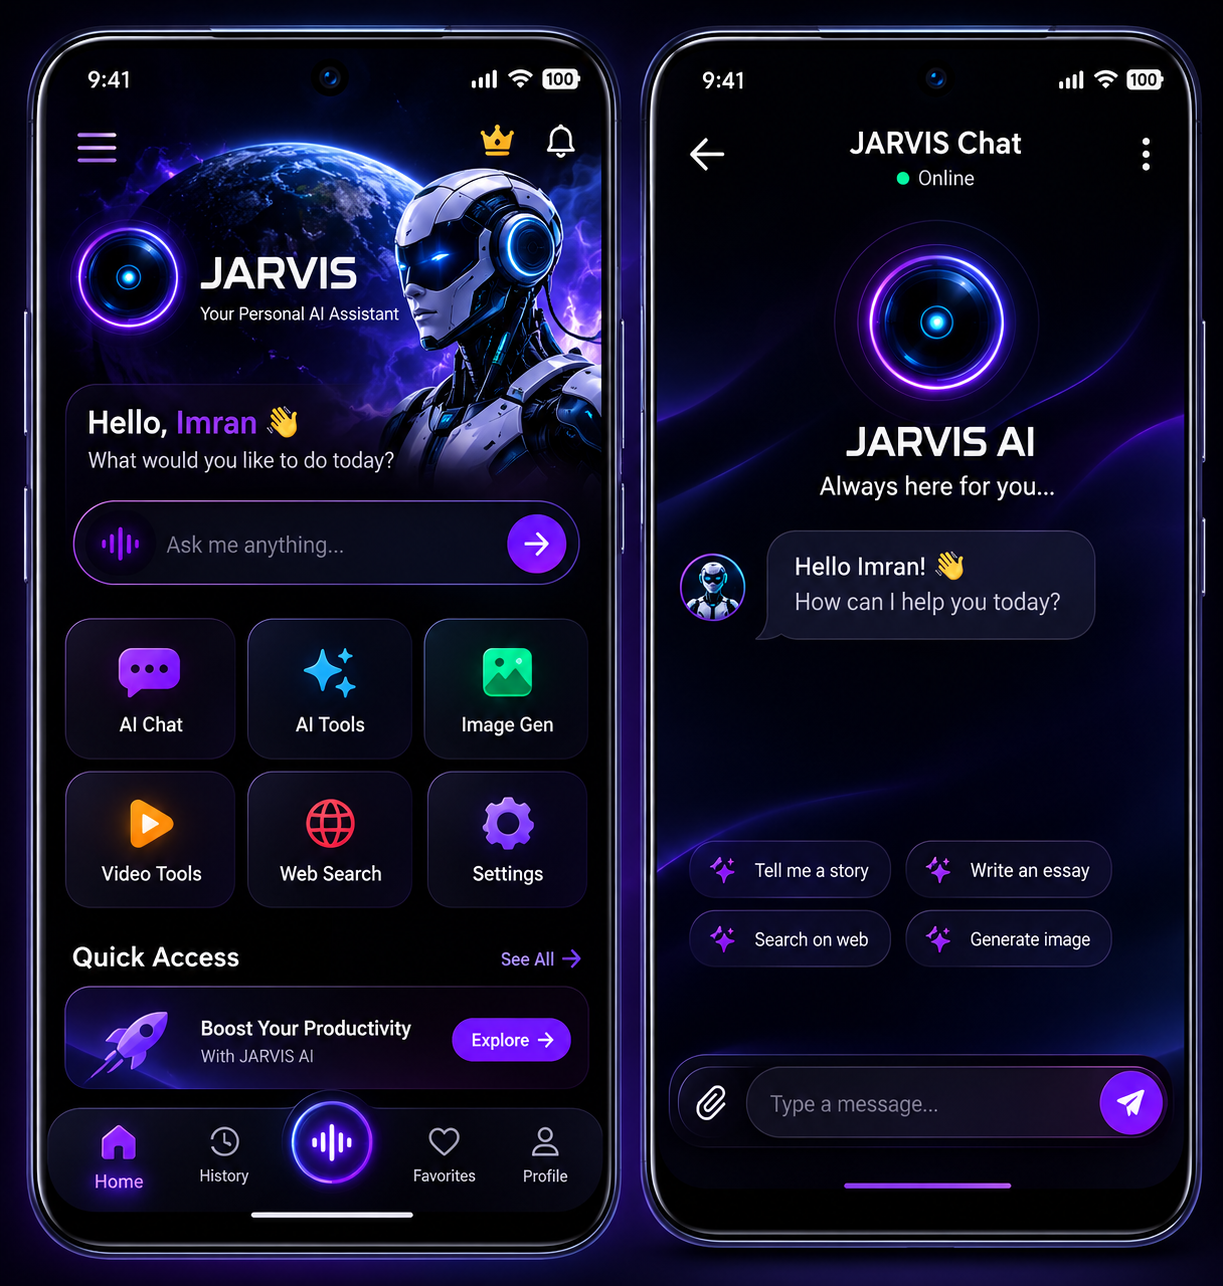 9:41
100
JARVIS
Your Personal AI Assistant
Hello, Imran 👋
What would you like to do today?
Ask me anything...
AI Chat
AI Tools
Image Gen
Video Tools
Web Search
Settings
Quick Access
See All →
Boost Your Productivity
With JARVIS AI
Explore →
Home
History
Favorites
Profile
9:41
100
JARVIS Chat
Online
JARVIS AI
Always here for you...
Hello Imran! 👋
How can I help you today?
Tell me a story
Write an essay
Search on web
Generate image
Type a message...